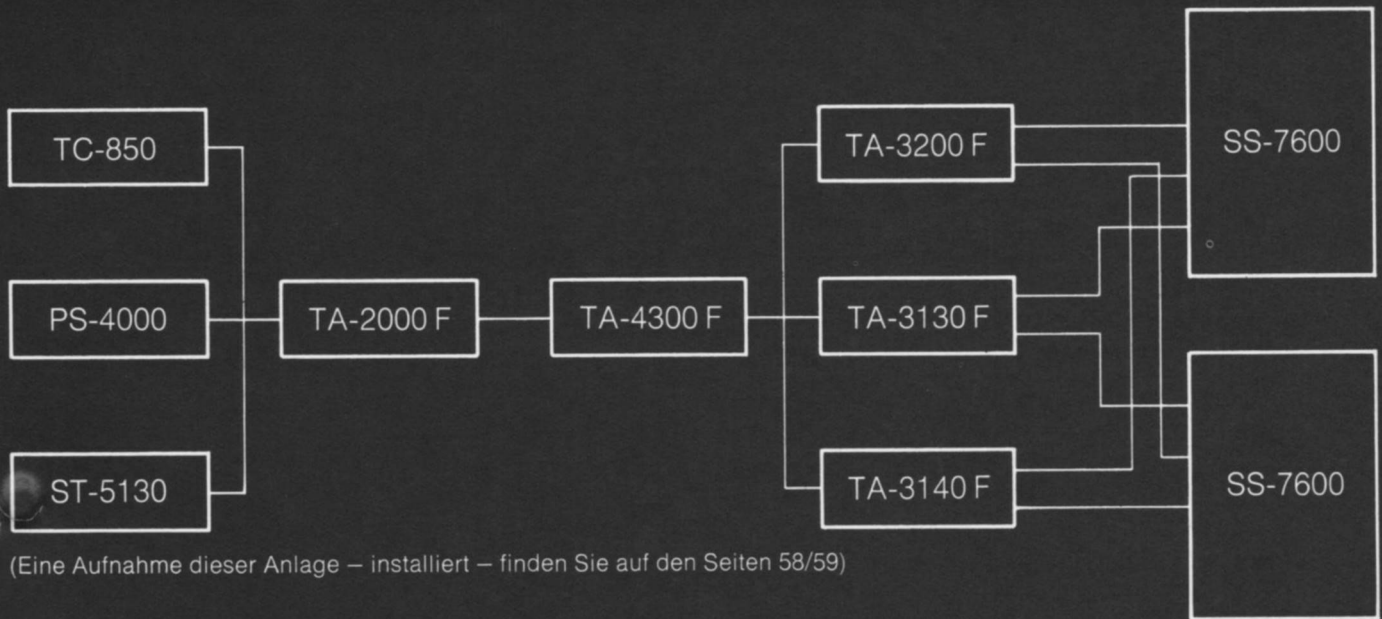 TC-850
PS-4000
ST-5130
TA-2000 F
TA-4300 F
TA-3200 F
TA-3130 F
TA-3140 F
SS-7600
SS-7600
(Eine Aufnahme dieser Anlage – installiert – finden Sie auf den Seiten 58/59)